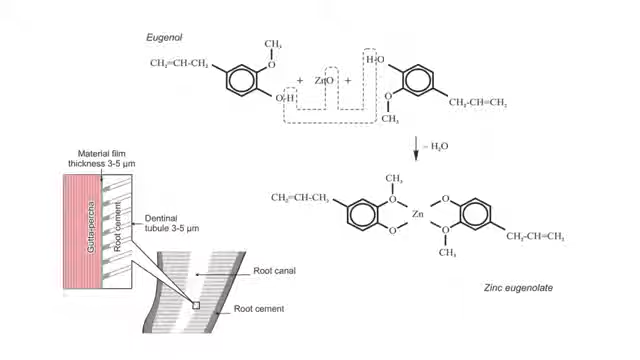 Eugenol
CH₃
CH₂=CH-CH₂
O
OH
+
ZnO
+
H-O
O
CH₃
CH₂-CH=CH₂
– H₂O
CH₃
CH₂=CH-CH₂
O
O
Zn
O
O
CH₃
CH₂-CH=CH₂
Zinc eugenolate
Material film
thickness 3-5 µm
Gutta-percha
Root cement
Dentinal
tubule 3-5 µm
Root canal
Root cement